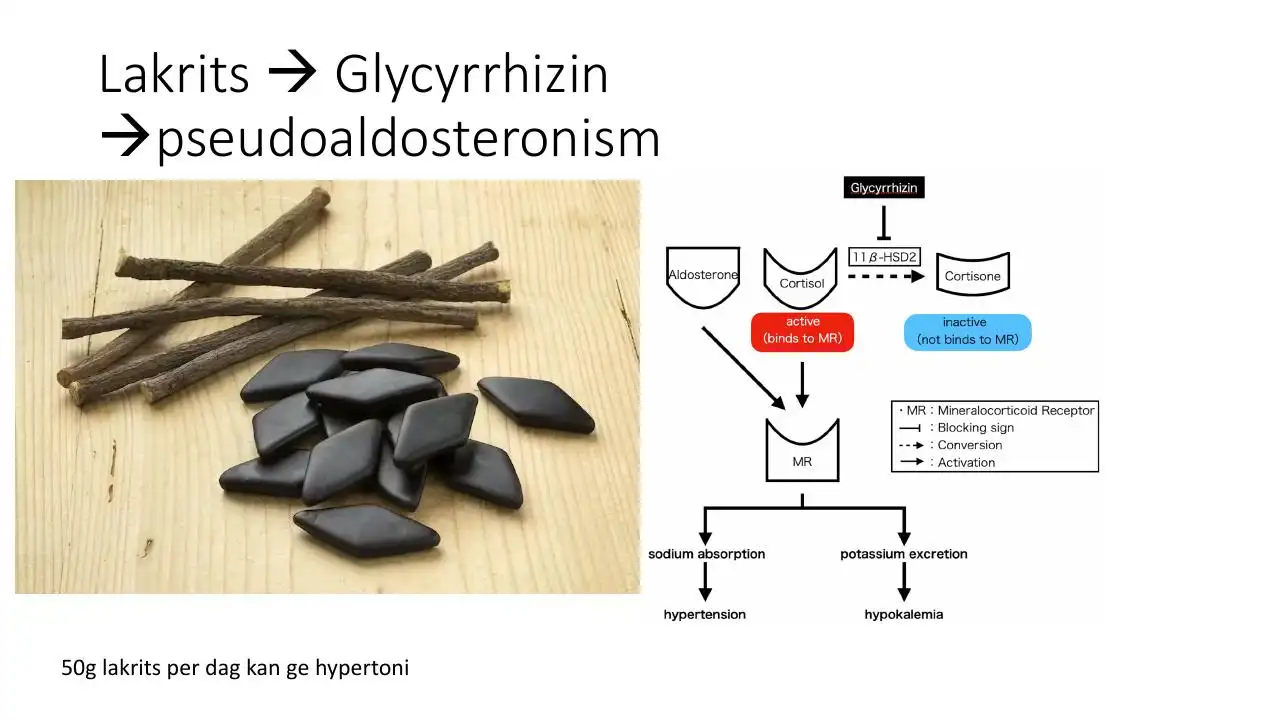 Lakrits → Glycyrrhizin
→pseudoaldosteronism
Glycyrrhizin
Aldosterone
Cortisol
11β-HSD2
Cortisone
active
(binds to MR)
inactive
(not binds to MR)
・MR：Mineralocorticoid Receptor
：Blocking sign
：Conversion
：Activation
MR
sodium absorption
potassium excretion
hypertension
hypokalemia
50g lakrits per dag kan ge hypertoni